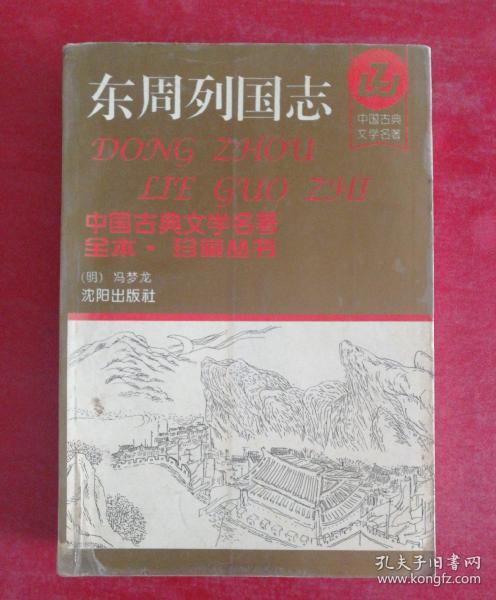 东周列国志
中国古典
文学名著
DONG ZHOU
LIE GUO ZHI
中国古典文学名著
全本·珍藏丛书
(明) 冯梦龙
沈阳出版社
孔夫子旧书网
www.kongfz.com